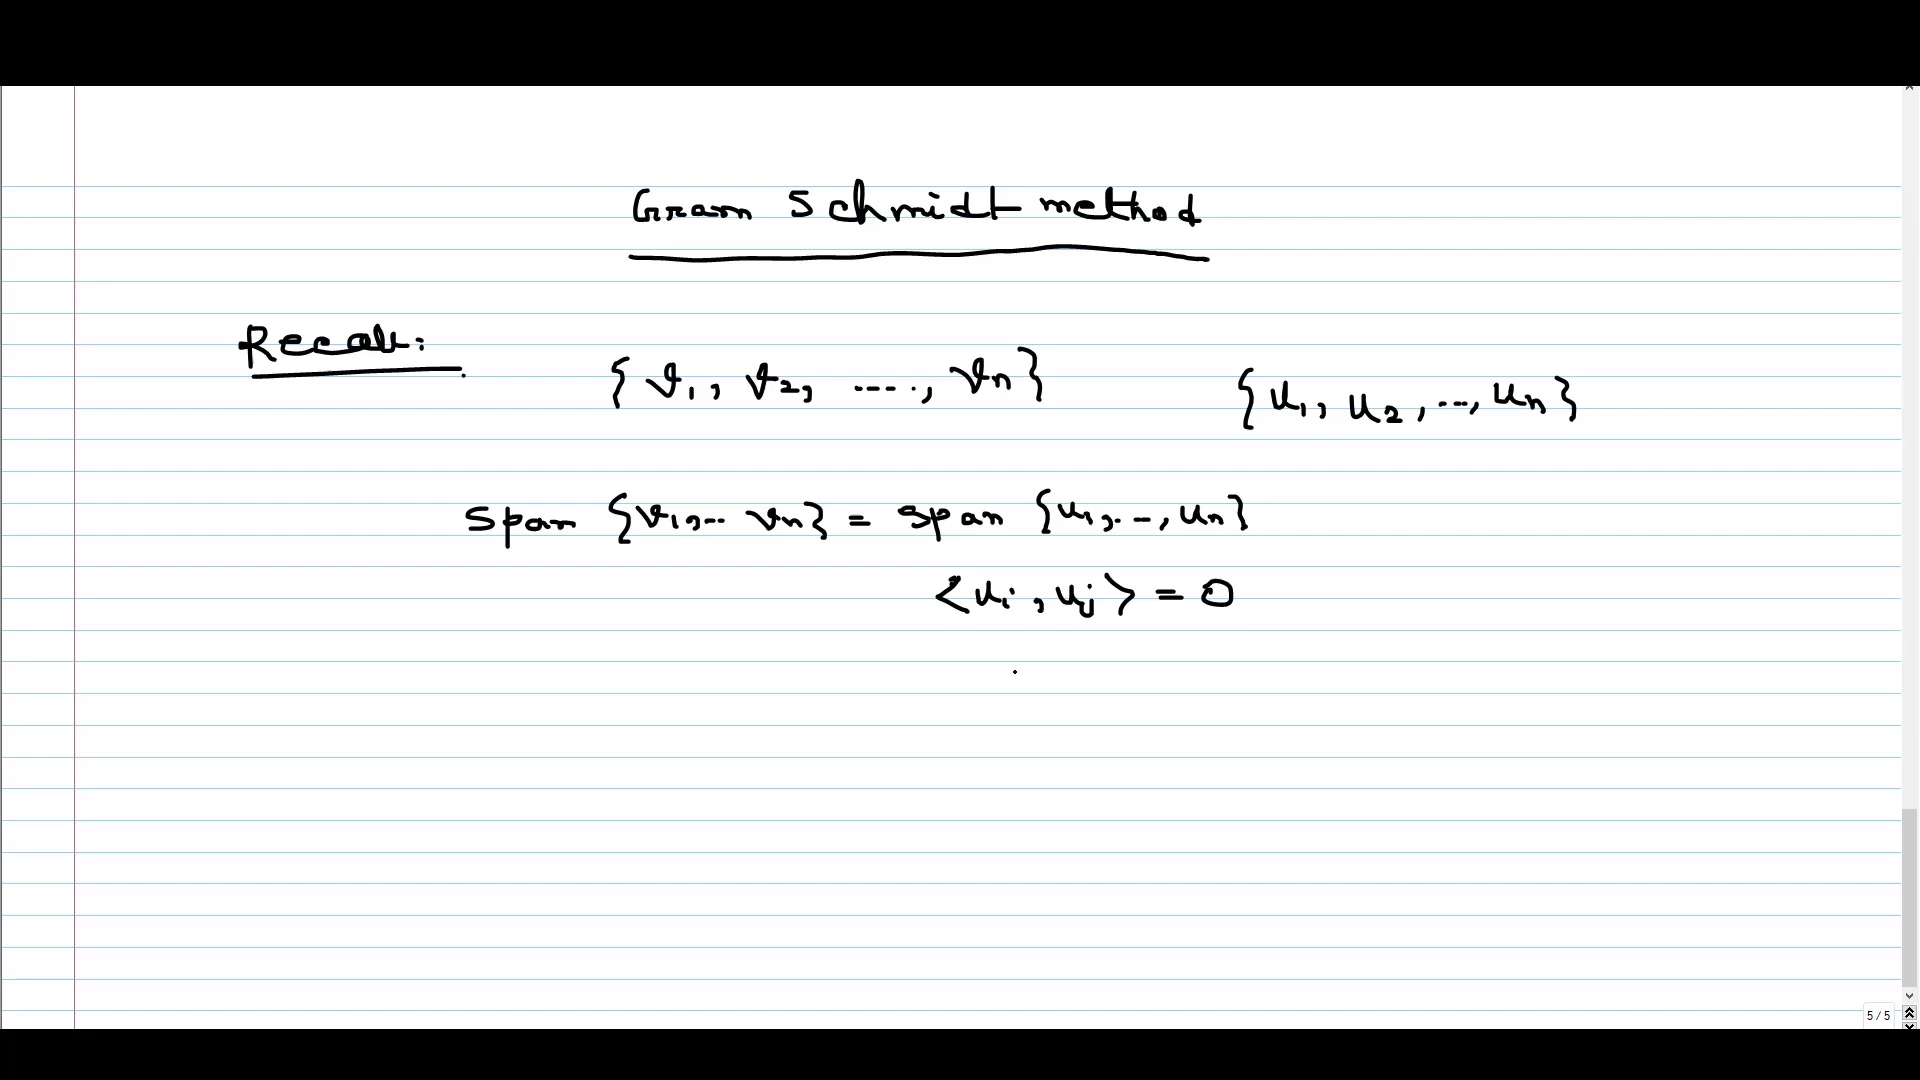 Gram Schmidt method
Recall:
{ v1, v2, ...., vn } { u1, u2, ..., un }
span {v1,.. vn} = span {u1,..., un}
<ui, uj> = 0
5 / 5